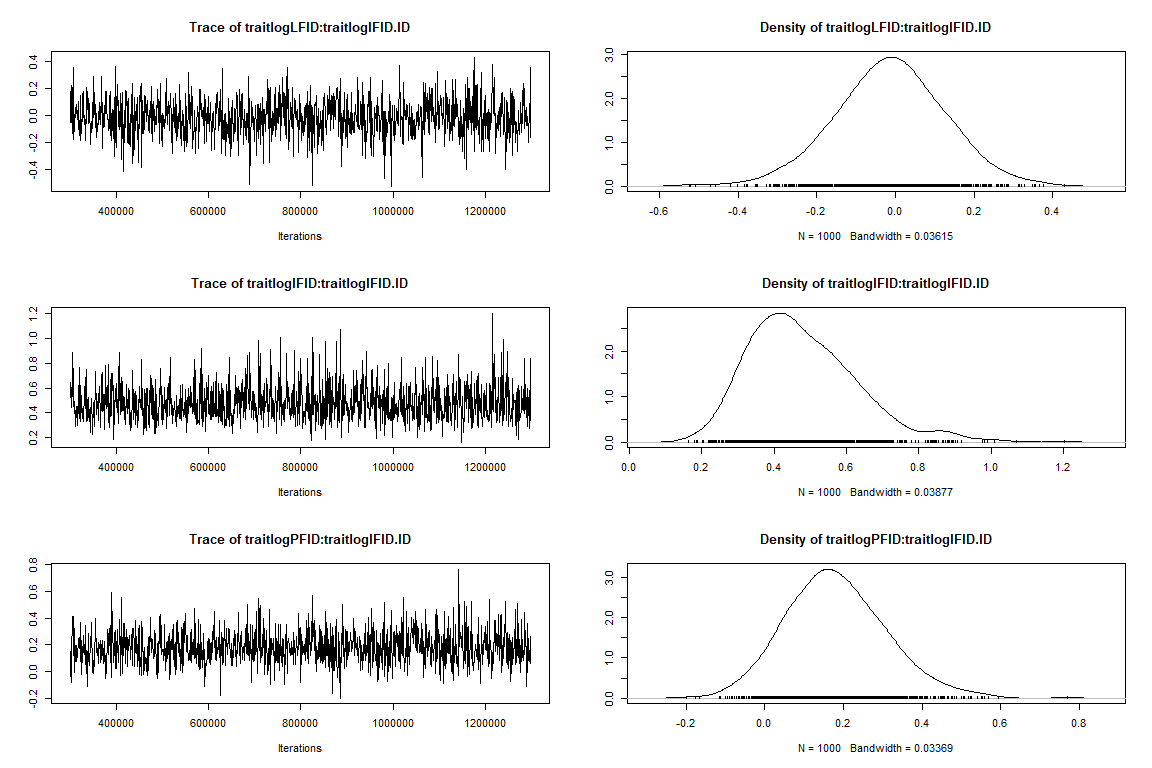 Trace of traitlogLFID:traitlogIFID.ID
0.4
0.2
0.0
-0.2
-0.4
400000 600000 800000 1000000 1200000
Iterations
Density of traitlogLFID:traitlogIFID.ID
3.0
2.0
1.0
0.0
-0.6 -0.4 -0.2 0.0 0.2 0.4
N = 1000 Bandwidth = 0.03615
Trace of traitlogIFID:traitlogIFID.ID
1.2
1.0
0.8
0.6
0.4
0.2
400000 600000 800000 1000000 1200000
Iterations
Density of traitlogIFID:traitlogIFID.ID
2.0
1.0
0.0
0.0 0.2 0.4 0.6 0.8 1.0 1.2
N = 1000 Bandwidth = 0.03877
Trace of traitlogPFID:traitlogIFID.ID
0.8
0.6
0.4
0.2
0.0
-0.2
400000 600000 800000 1000000 1200000
Iterations
Density of traitlogPFID:traitlogIFID.ID
3.0
2.0
1.0
0.0
-0.2 0.0 0.2 0.4 0.6 0.8
N = 1000 Bandwidth = 0.03369